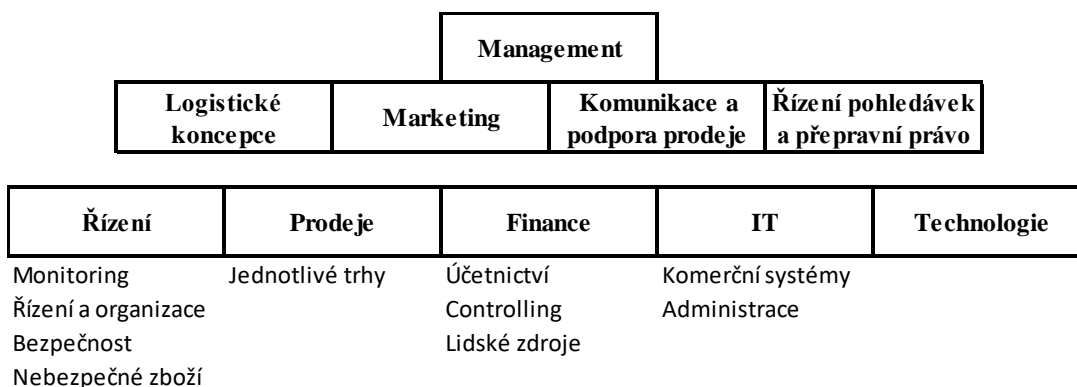 Management
Logistické koncepce
Marketing
Komunikace a podpora prodeje
Řízení pohledávek a přepravní právo
Řízení
Prodeje
Finance
IT
Technologie
Monitoring
Jednotlivé trhy
Účetnictví
Komerční systémy
Řízení a organizace
Controlling
Administrace
Bezpečnost
Lidské zdroje
Nebezpečné zboží